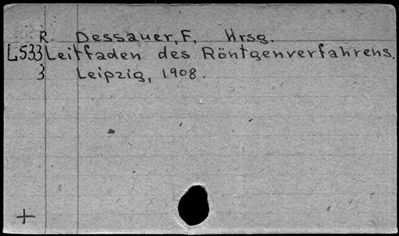 R Dessauer, F. Hrsg.
L533 Leitfaden des Röntgenverfahrens.
3 Leipzig, 1908.
+